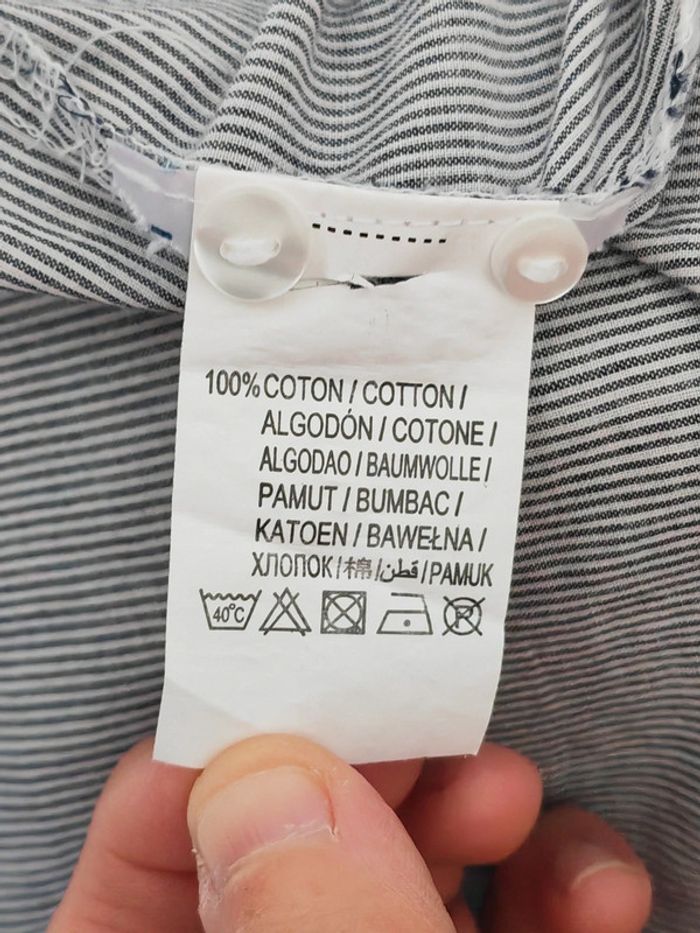 100% COTON / COTTON /
ALGODÓN / COTONE /
ALGODAO / BAUMWOLLE /
PAMUT / BUMBAC /
KATOEN / BAWEŁNA /
ХЛОПОК / 棉 / قطن / PAMUK
40°C P